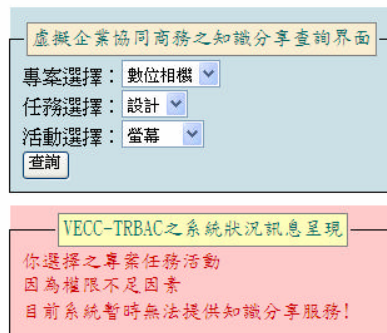 虛擬企業協同商務之知識分享查詢界面
專案選擇：數位相機
任務選擇：設計
活動選擇：螢幕
查詢
VECC-TRBAC之系統狀況訊息呈現
你選擇之專案任務活動
因為權限不足因素
目前系統暫時無法提供知識分享服務!